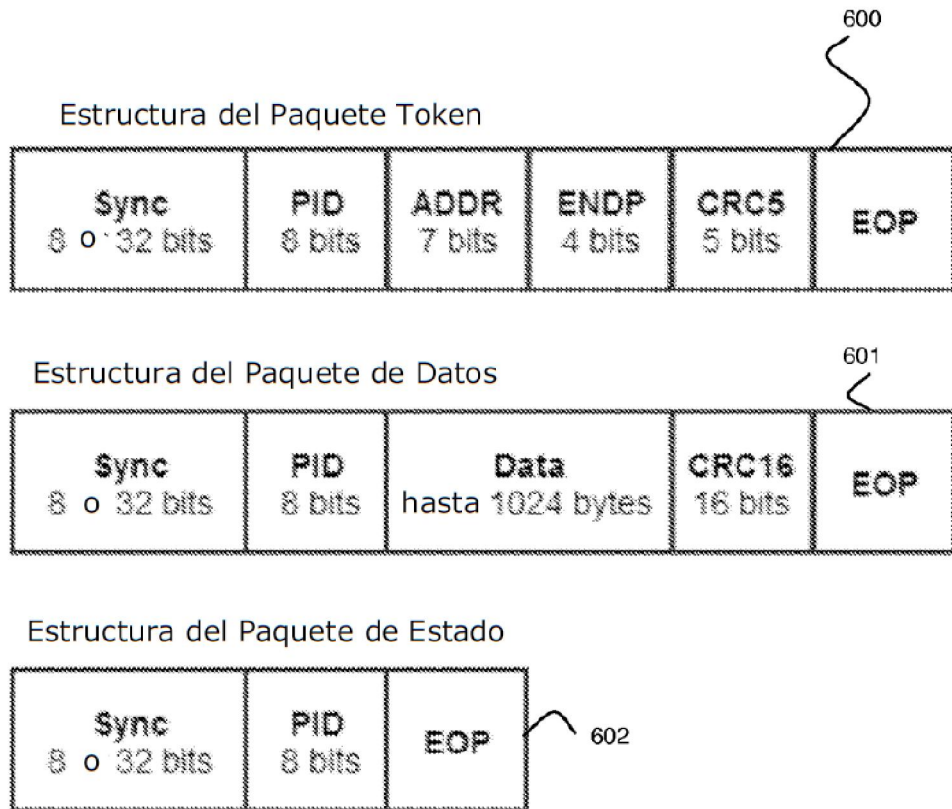 600
Estructura del Paquete Token
Sync PID ADDR ENDP CRC5 EOP
8 o 32 bits 8 bits 7 bits 4 bits 5 bits
601
Estructura del Paquete de Datos
Sync PID Data CRC16 EOP
8 o 32 bits 8 bits hasta 1024 bytes 16 bits
Estructura del Paquete de Estado
Sync PID EOP
8 o 32 bits 8 bits
602